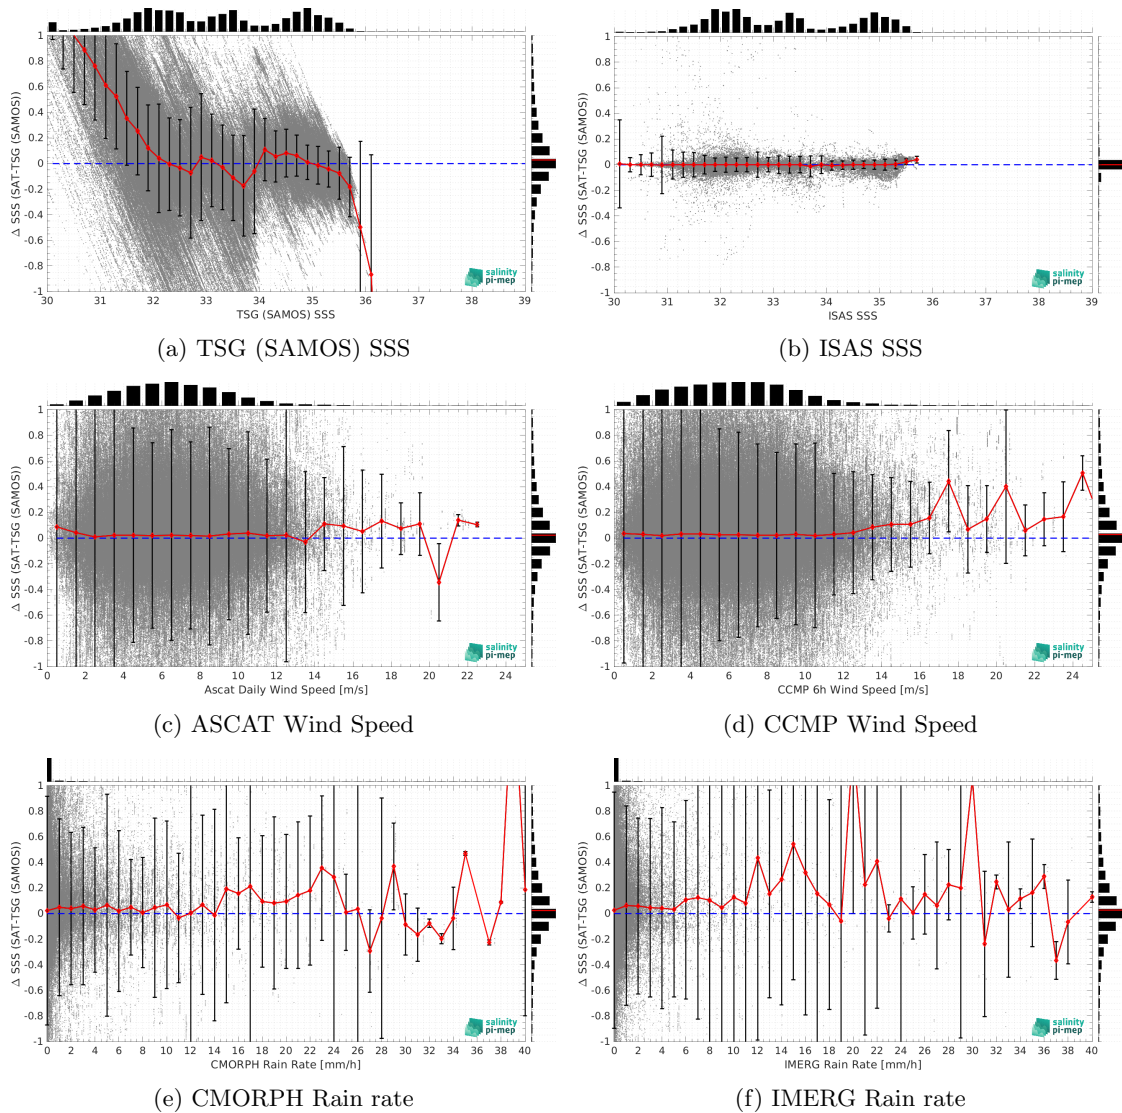 1
0.8
0.6
0.4
0.2
0
-0.2
-0.4
-0.6
-0.8
-1
Δ SSS (SAT-TSG (SAMOS))
30 31 32 33 34 35 36 37 38 39
TSG (SAMOS) SSS
salinity
pi-mep
(a) TSG (SAMOS) SSS
1
0.8
0.6
0.4
0.2
0
-0.2
-0.4
-0.6
-0.8
-1
Δ SSS (SAT-TSG (SAMOS))
30 31 32 33 34 35 36 37 38 39
ISAS SSS
salinity
pi-mep
(b) ISAS SSS
1
0.8
0.6
0.4
0.2
0
-0.2
-0.4
-0.6
-0.8
-1
Δ SSS (SAT-TSG (SAMOS))
0 2 4 6 8 10 12 14 16 18 20 22 24
Ascat Daily Wind Speed [m/s]
salinity
pi-mep
(c) ASCAT Wind Speed
1
0.8
0.6
0.4
0.2
0
-0.2
-0.4
-0.6
-0.8
-1
Δ SSS (SAT-TSG (SAMOS))
0 2 4 6 8 10 12 14 16 18 20 22 24
CCMP 6h Wind Speed [m/s]
salinity
pi-mep
(d) CCMP Wind Speed
1
0.8
0.6
0.4
0.2
0
-0.2
-0.4
-0.6
-0.8
-1
Δ SSS (SAT-TSG (SAMOS))
0 2 4 6 8 10 12 14 16 18 20 22 24 26 28 30 32 34 36 38 40
CMORPH Rain Rate [mm/h]
salinity
pi-mep
(e) CMORPH Rain rate
1
0.8
0.6
0.4
0.2
0
-0.2
-0.4
-0.6
-0.8
-1
Δ SSS (SAT-TSG (SAMOS))
0 2 4 6 8 10 12 14 16 18 20 22 24 26 28 30 32 34 36 38 40
IMERG Rain Rate [mm/h]
salinity
pi-mep
(f) IMERG Rain rate